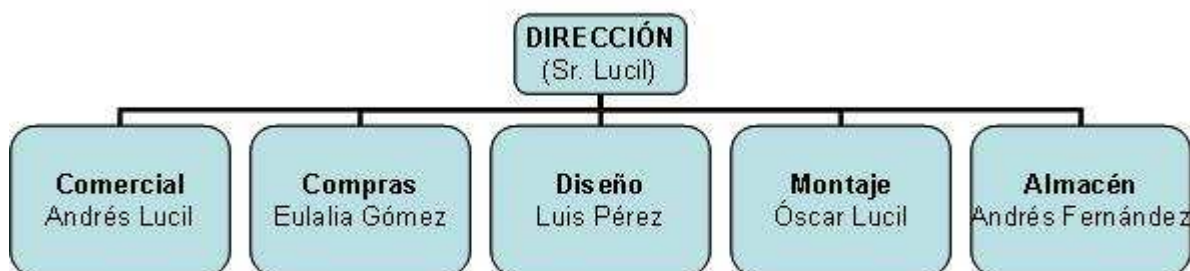 DIRECCIÓN
(Sr. Lucil)
Comercial
Andrés Lucil
Compras
Eulalia Gómez
Diseño
Luis Pérez
Montaje
Óscar Lucil
Almacén
Andrés Fernández